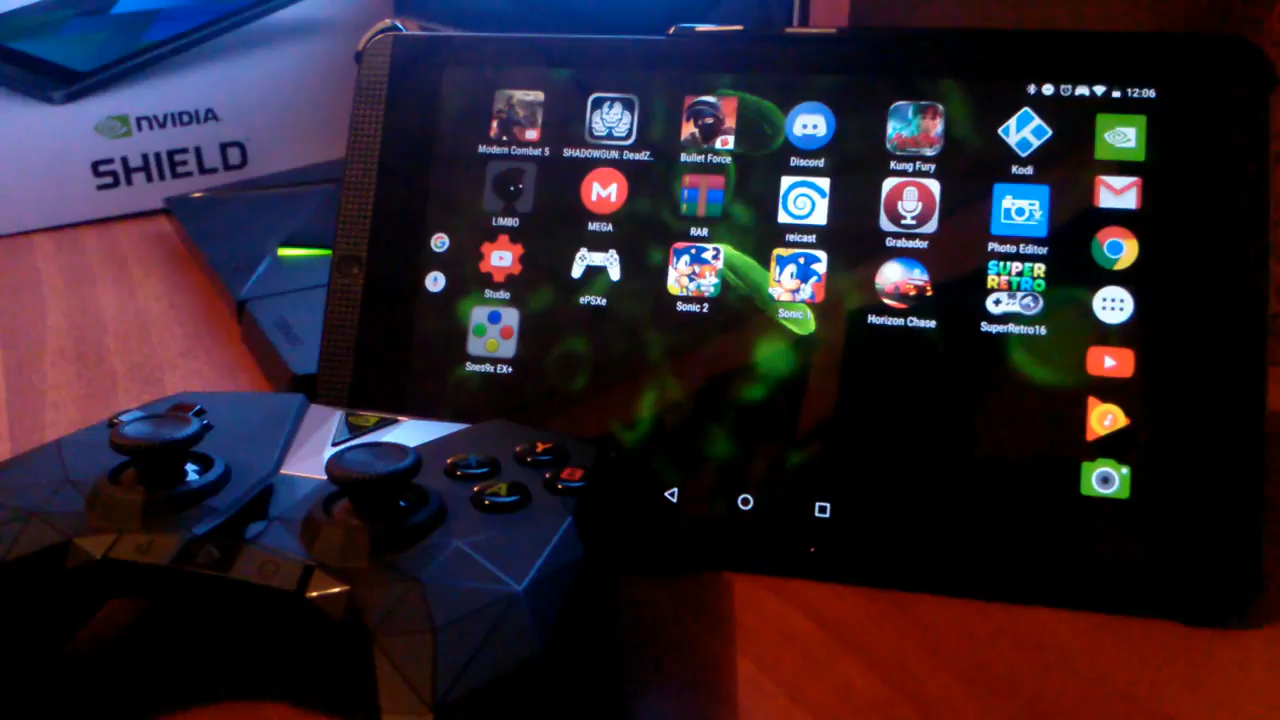 NVIDIA.
SHIELD
12:06
Modern Combat 5
SHADOWGUN: DeadZ..
Bullet Force
Discord
Kung Fury
Kodi
LIMBO
MEGA
RAR
reicast
Grabador
Photo Editor
SUPER
RETRO
Studio
ePSXe
Sonic 2
Sonic 1
Horizon Chase
SuperRetro16
Snes9x EX+
Y
A